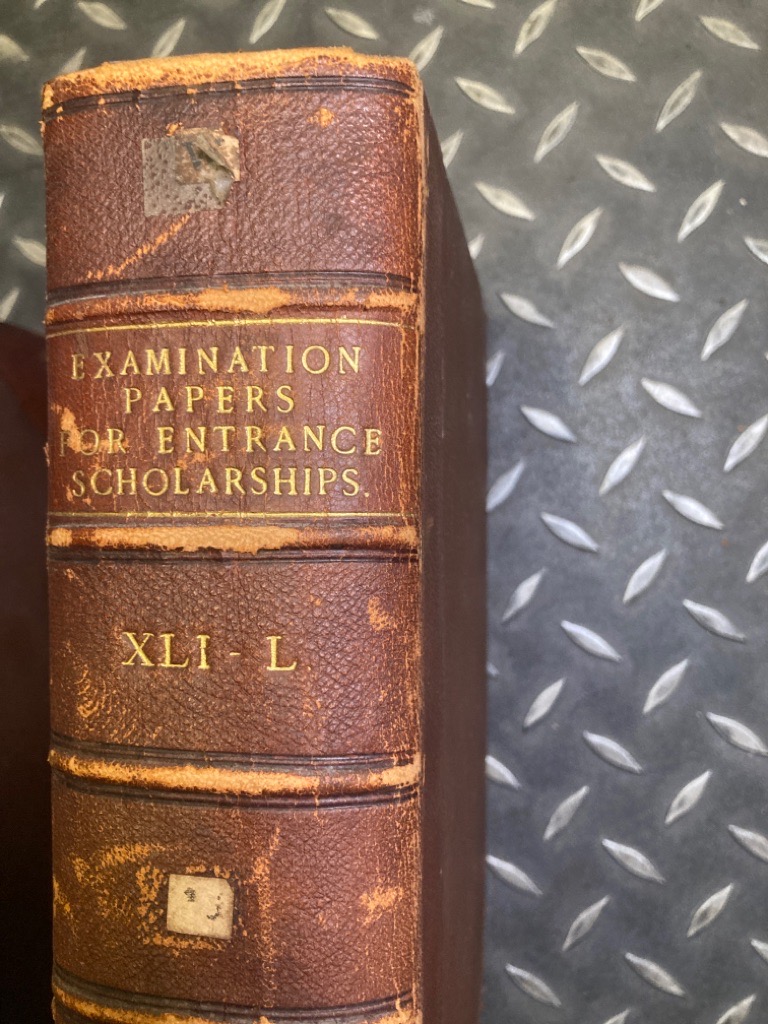 EXAMINATION
PAPERS
FOR ENTRANCE
SCHOLARSHIPS.
XLI - L